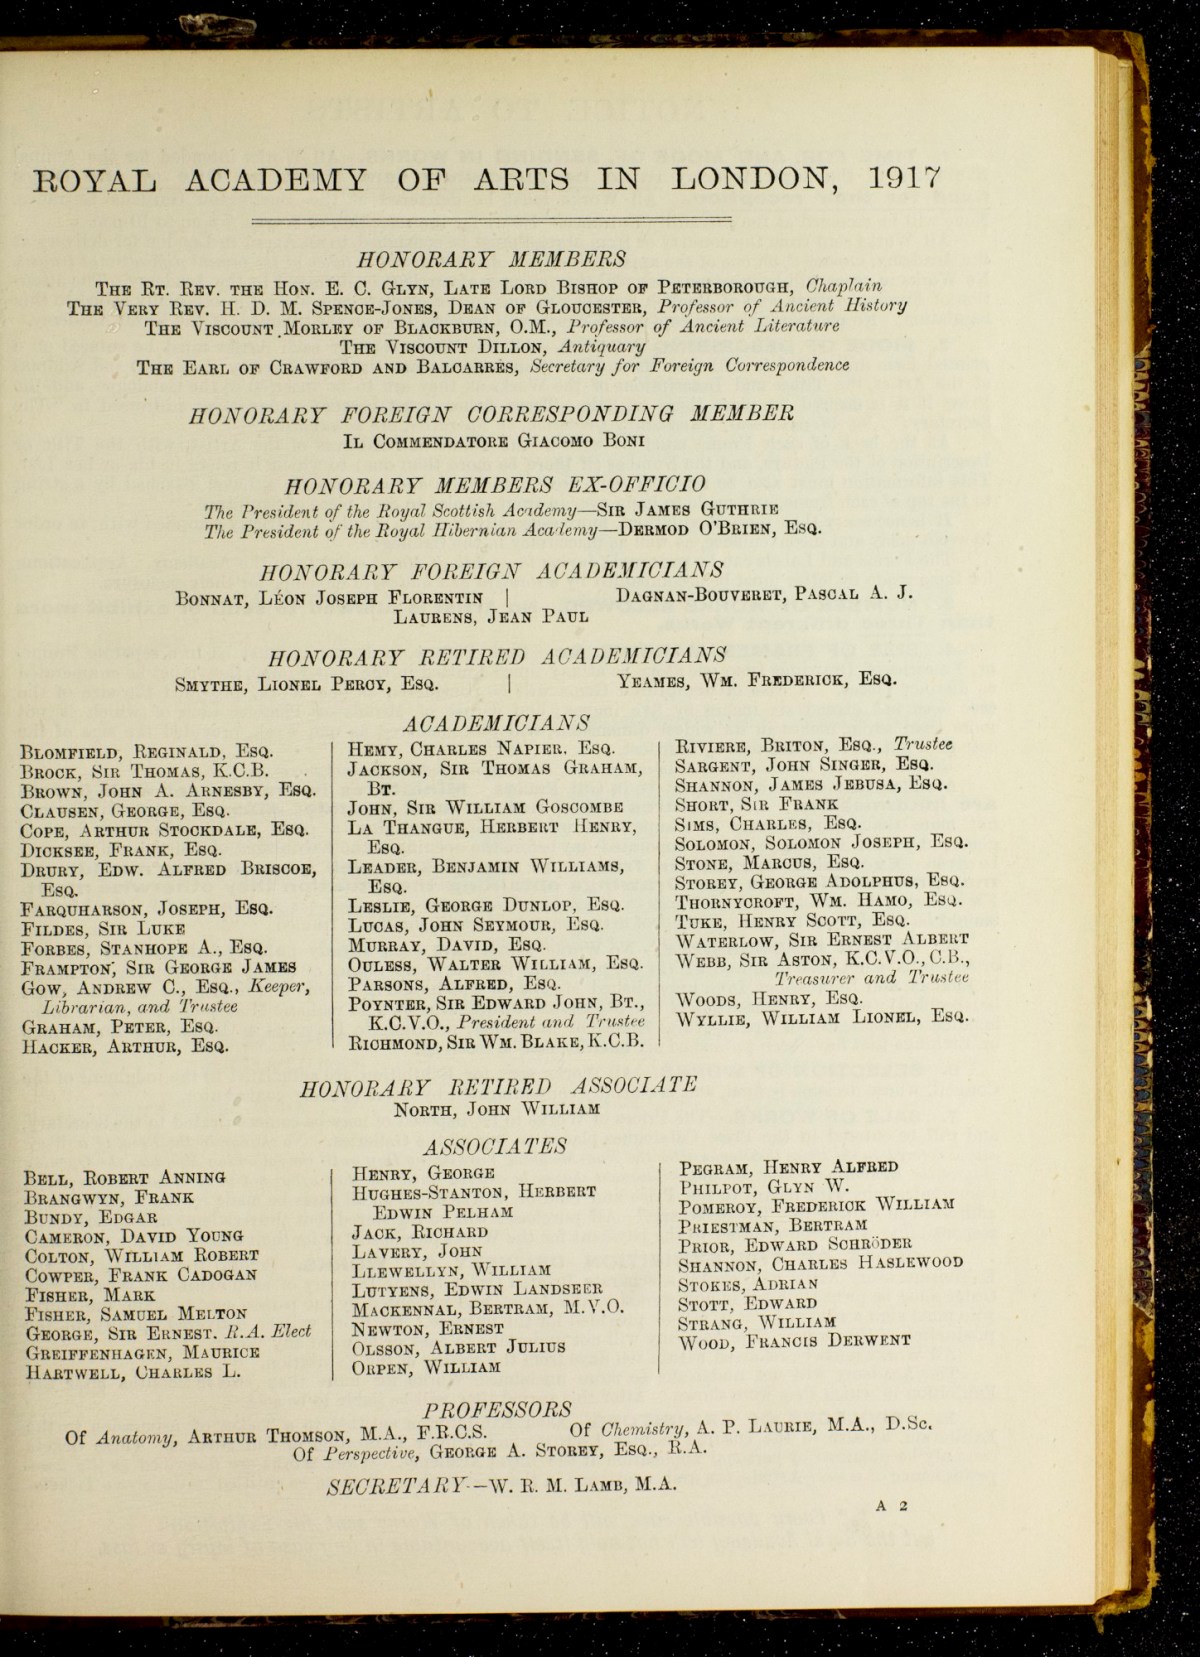 ROYAL ACADEMY OF ARTS IN LONDON, 1917
HONORARY MEMBERS
THE RT. REV. THE HON. E. C. GLYN, LATE LORD BISHOP OF PETERBOROUGH, Chaplain
THE VERY REV. H. D. M. SPENCE-JONES, DEAN OF GLOUCESTER, Professor of Ancient History
THE VISCOUNT MORLEY OF BLACKBURN, O.M., Professor of Ancient Literature
THE VISCOUNT DILLON, Antiquary
THE EARL OF CRAWFORD AND BALCARRES, Secretary for Foreign Correspondence
HONORARY FOREIGN CORRESPONDING MEMBER
IL COMMENDATORE GIACOMO BONI
HONORARY MEMBERS EX-OFFICIO
The President of the Royal Scottish Academy—SIR JAMES GUTHRIE
The President of the Royal Hibernian Academy—DERMOD O'BRIEN, ESQ.
HONORARY FOREIGN ACADEMICIANS
BONNAT, LÉON JOSEPH FLORENTIN | DAGNAN-BOUVERET, PASCAL A. J.
LAURENS, JEAN PAUL
HONORARY RETIRED ACADEMICIANS
SMYTHE, LIONEL PERCY, ESQ. | YEAMES, WM. FREDERICK, ESQ.
ACADEMICIANS
BLOMFIELD, REGINALD, ESQ.
BROCK, SIR THOMAS, K.C.B.
BROWN, JOHN A. ARNESBY, ESQ.
CLAUSEN, GEORGE, ESQ.
COPE, ARTHUR STOCKDALE, ESQ.
DICKSEE, FRANK, ESQ.
DRURY, EDW. ALFRED BRISCOE,
ESQ.
FARQUHARSON, JOSEPH, ESQ.
FILDES, SIR LUKE
FORBES, STANHOPE A., ESQ.
FRAMPTON, SIR GEORGE JAMES
GOW, ANDREW C., ESQ., Keeper,
Librarian, and Trustee
GRAHAM, PETER, ESQ.
HACKER, ARTHUR, ESQ.
HEMY, CHARLES NAPIER. ESQ.
JACKSON, SIR THOMAS GRAHAM,
BT.
JOHN, SIR WILLIAM GOSCOMBE
LA THANGUE, HERBERT HENRY,
ESQ.
LEADER, BENJAMIN WILLIAMS,
ESQ.
LESLIE, GEORGE DUNLOP, ESQ.
LUCAS, JOHN SEYMOUR, ESQ.
MURRAY, DAVID, ESQ.
OULESS, WALTER WILLIAM, ESQ.
PARSONS, ALFRED, ESQ.
POYNTER, SIR EDWARD JOHN, BT.,
K.C.V.O., President and Trustee
RICHMOND, SIR WM. BLAKE, K.C.B.
RIVIERE, BRITON, ESQ., Trustee
SARGENT, JOHN SINGER, ESQ.
SHANNON, JAMES JEBUSA, ESQ.
SHORT, SIR FRANK
SIMS, CHARLES, ESQ.
SOLOMON, SOLOMON JOSEPH, ESQ.
STONE, MARCUS, ESQ.
STOREY, GEORGE ADOLPHUS, ESQ.
THORNYCROFT, WM. HAMO, ESQ.
TUKE, HENRY SCOTT, ESQ.
WATERLOW, SIR ERNEST ALBERT
WEBB, SIR ASTON, K.C.V.O., C.B.,
Treasurer and Trustee
WOODS, HENRY, ESQ.
WYLLIE, WILLIAM LIONEL, ESQ.
HONORARY RETIRED ASSOCIATE
NORTH, JOHN WILLIAM
ASSOCIATES
BELL, ROBERT ANNING
BRANGWYN, FRANK
BUNDY, EDGAR
CAMERON, DAVID YOUNG
COLTON, WILLIAM ROBERT
COWPER, FRANK CADOGAN
FISHER, MARK
FISHER, SAMUEL MELTON
GEORGE, SIR ERNEST. R.A. Elect
GREIFFENHAGEN, MAURICE
HARTWELL, CHARLES L.
HENRY, GEORGE
HUGHES-STANTON, HERBERT
EDWIN PELHAM
JACK, RICHARD
LAVERY, JOHN
LLEWELLYN, WILLIAM
LUTYENS, EDWIN LANDSEER
MACKENNAL, BERTRAM, M.V.O.
NEWTON, ERNEST
OLSSON, ALBERT JULIUS
ORPEN, WILLIAM
PEGRAM, HENRY ALFRED
PHILPOT, GLYN W.
POMEROY, FREDERICK WILLIAM
PRIESTMAN, BERTRAM
PRIOR, EDWARD SCHRÖDER
SHANNON, CHARLES HASLEWOOD
STOKES, ADRIAN
STOTT, EDWARD
STRANG, WILLIAM
WOOD, FRANCIS DERWENT
PROFESSORS
Of Anatomy, ARTHUR THOMSON, M.A., F.R.C.S. Of Chemistry, A. P. LAURIE, M.A., D.Sc.
Of Perspective, GEORGE A. STOREY, ESQ., R.A.
SECRETARY—W. R. M. LAMB, M.A.
A 2